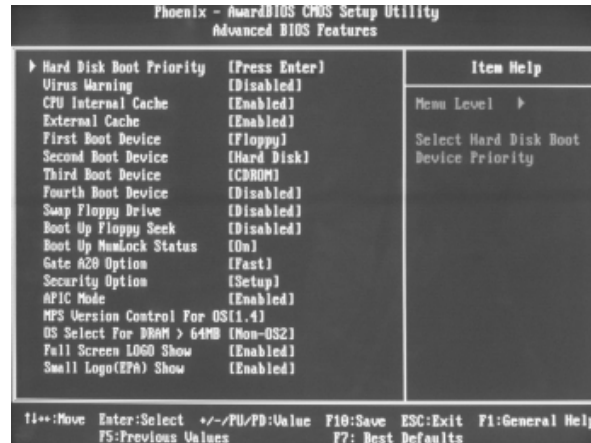 Phoenix - AwardBIOS CMOS Setup Utility
Advanced BIOS Features
Hard Disk Boot Priority [Press Enter]
Virus Warning [Disabled]
CPU Internal Cache [Enabled]
External Cache [Enabled]
First Boot Device [Floppy]
Second Boot Device [Hard Disk]
Third Boot Device [CDROM]
Fourth Boot Device [Disabled]
Swap Floppy Drive [Disabled]
Boot Up Floppy Seek [Disabled]
Boot Up NumLock Status [On]
Gate A20 Option [Fast]
Security Option [Setup]
APIC Mode [Enabled]
MPS Version Control For OS[1.4]
OS Select For DRAM > 64MB [Non-OS2]
Full Screen LOGO Show [Enabled]
Small Logo(EPA) Show [Enabled]
Item Help
Menu Level
Select Hard Disk Boot
Device Priority
↑↓→←:Move Enter:Select +/-/PU/PD:Value F10:Save ESC:Exit F1:General Help
F5:Previous Values F7: Best Defaults